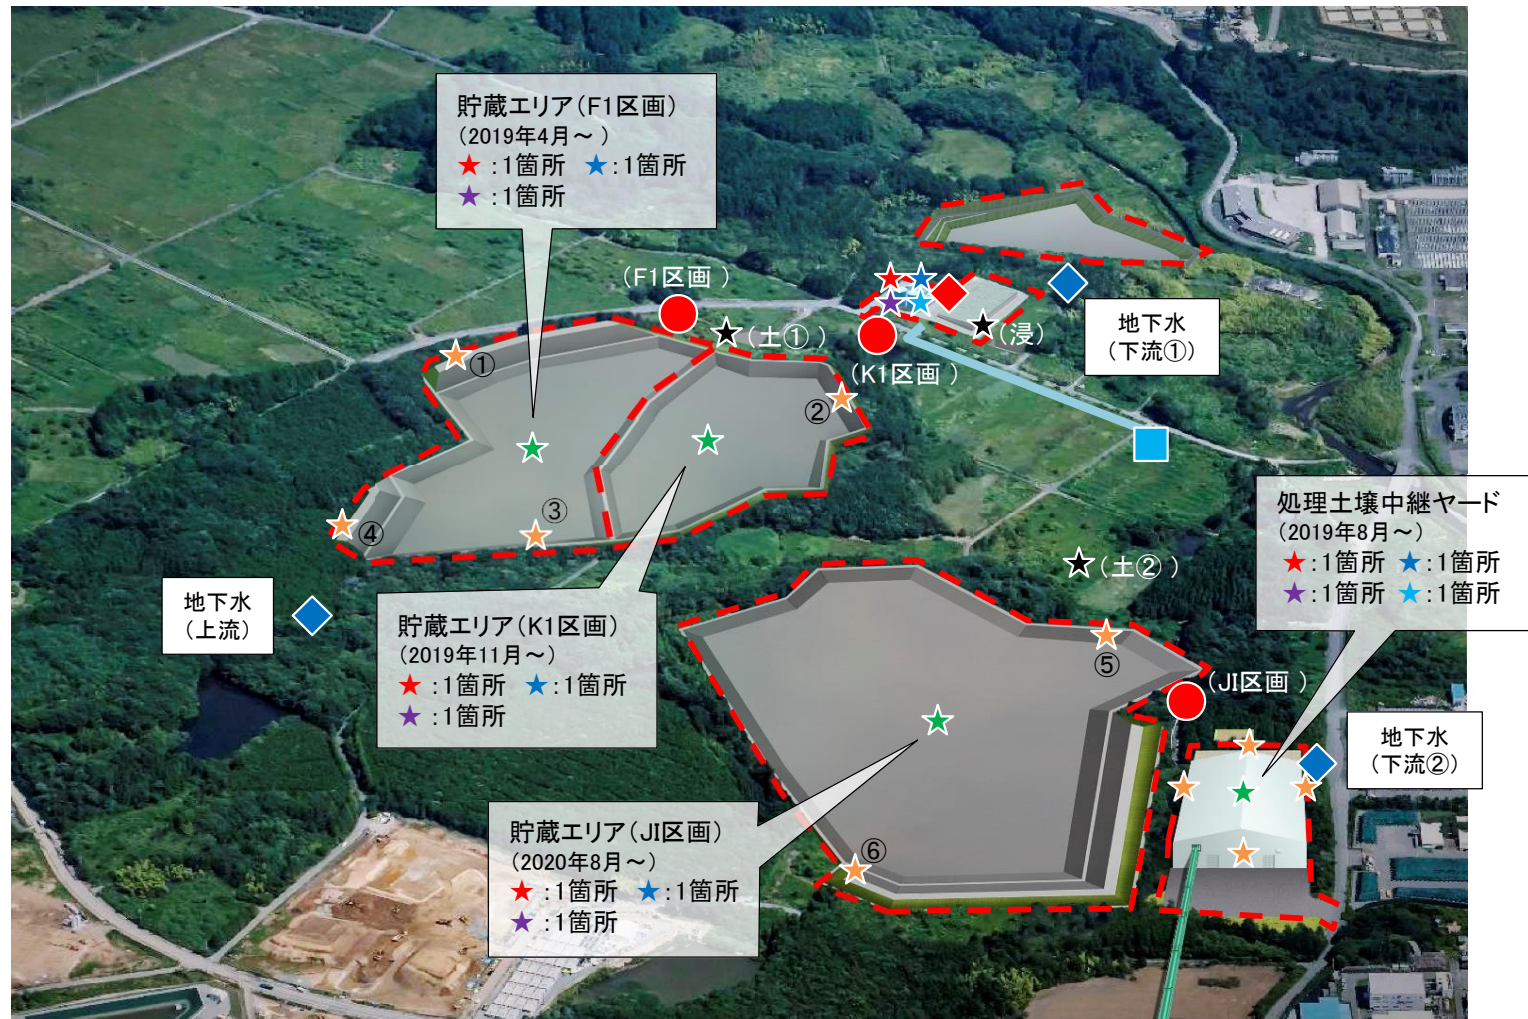 貯蔵エリア（F1区画）
（2019年4月～ ）
★ ：1箇所 ★：1箇所
★ ：1箇所
（F1区画 ）
★（土① ）
（K1区画 ）
（浸）
地下水
（下流①）
①
②
③
④
処理土壌中継ヤード
（2019年8月～）
★：1箇所 ★：1箇所
★：1箇所 ★：1箇所
★（土② ）
地下水
（上流）
貯蔵エリア（K1区画）
（2019年11月～）
★ ：1箇所 ★：1箇所
★ ：1箇所
⑤
（JI区画 ）
地下水
（下流②）
貯蔵エリア（JI区画）
（2020年8月～）
★ ：1箇所 ★：1箇所
★ ：1箇所
⑥